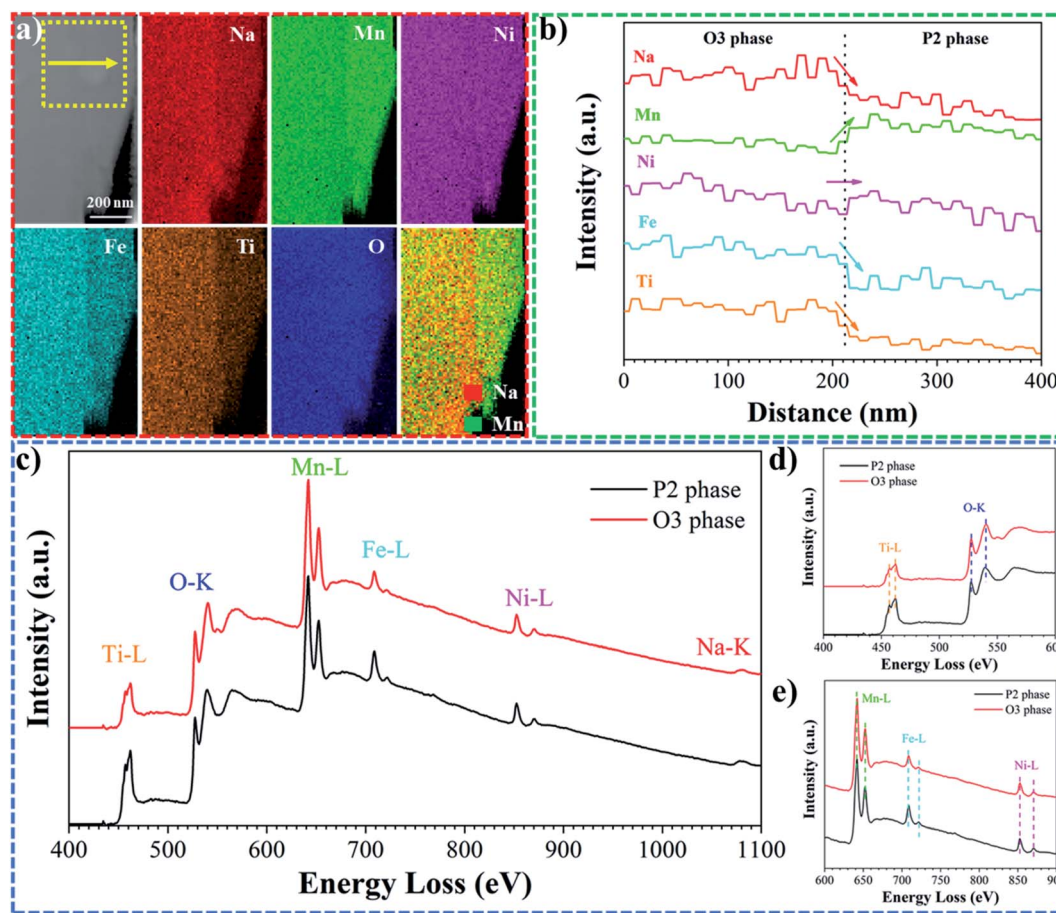 a)
Na
Mn
Ni
200 nm
Fe
Ti
O
Na
Mn
b)
O3 phase
P2 phase
Na
Mn
Ni
Fe
Ti
Intensity (a.u.)
0
100
200
300
400
Distance (nm)
c)
Mn-L
P2 phase
O3 phase
Fe-L
O-K
Ni-L
Ti-L
Na-K
Intensity (a.u.)
400
500
600
700
800
900
1000
1100
Energy Loss (eV)
d)
P2 phase
O3 phase
O-K
Ti-L
Intensity (a.u.)
400
450
500
550
600
Energy Loss (eV)
e)
P2 phase
O3 phase
Mn-L
Fe-L
Ni-L
Intensity (a.u.)
600
650
700
750
800
850
900
Energy Loss (eV)